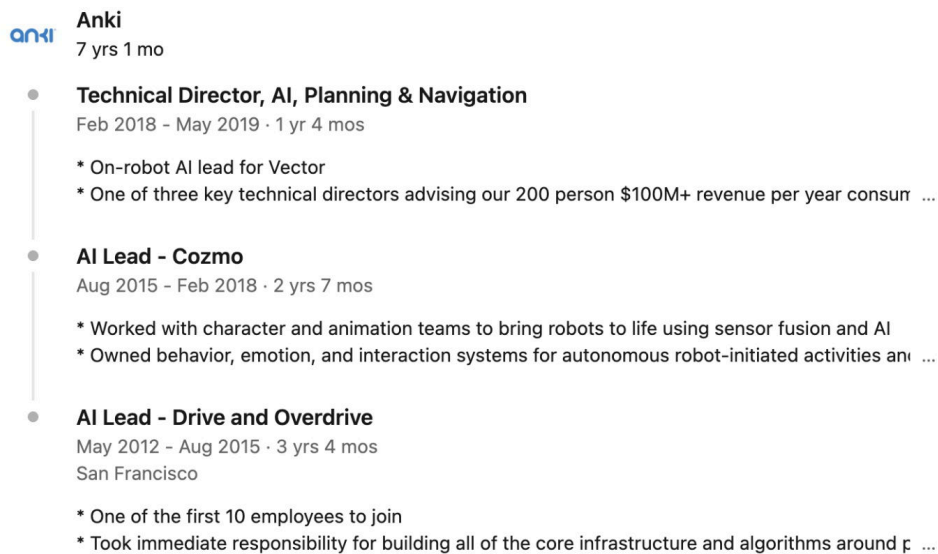 anki
Anki
7 yrs 1 mo
Technical Director, AI, Planning & Navigation
Feb 2018 - May 2019 · 1 yr 4 mos
* On-robot AI lead for Vector
* One of three key technical directors advising our 200 person $100M+ revenue per year ...
AI Lead - Cozmo
Aug 2015 - Feb 2018 · 2 yrs 7 mos
* Worked with character and animation teams to bring robots to life using sensor fusion and AI
* Owned behavior, emotion, and interaction systems for autonomous robot-initiated activities ...
AI Lead - Drive and Overdrive
May 2012 - Aug 2015 · 3 yrs 4 mos
San Francisco
* One of the first 10 employees to join
* Took immediate responsibility for building all of the core infrastructure and algorithms around ...